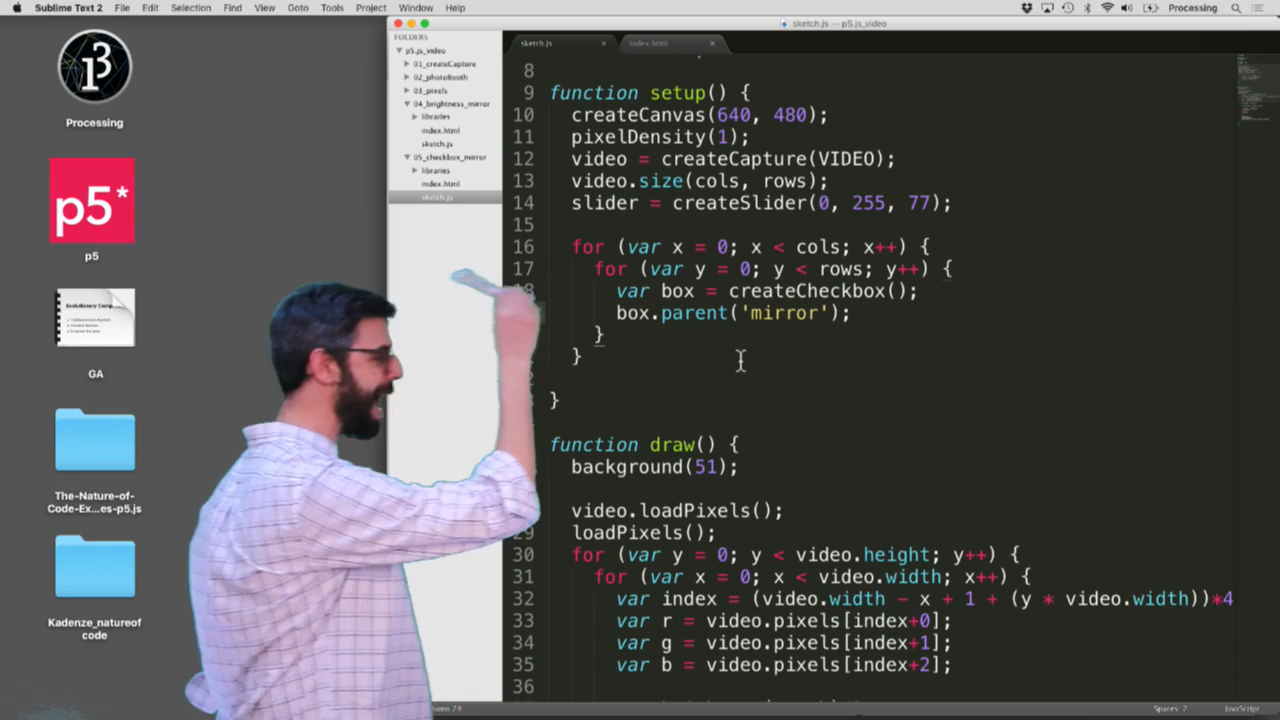 Sublime Text 2 File Edit Selection Find View Goto Tools Project Window Help Processing
sketch.js — p5.js_video
FOLDERS
p5.js_video
01_createCapture
02_photoBooth
03_pixels
04_brightness_mirror
libraries
index.html
sketch.js
05_checkbox_mirror
libraries
index.html
sketch.js
Processing
p5*
p5
GA
The-Nature-of-
Code-Ex...es-p5.js
Kadenze_natureof
code
sketch.js index.html
8
9 function setup() {
10 createCanvas(640, 480);
11 pixelDensity(1);
12 video = createCapture(VIDEO);
13 video.size(cols, rows);
14 slider = createSlider(0, 255, 77);
15
16 for (var x = 0; x < cols; x++) {
17 for (var y = 0; y < rows; y++) {
var box = createCheckbox();
box.parent('mirror');
}
}
}
function draw() {
background(51);
video.loadPixels();
29 loadPixels();
30 for (var y = 0; y < video.height; y++) {
31 for (var x = 0; x < video.width; x++) {
32 var index = (video.width - x + 1 + (y * video.width))*4
33 var r = video.pixels[index+0];
34 var g = video.pixels[index+1];
35 var b = video.pixels[index+2];
36
Spaces: 2 JavaScript